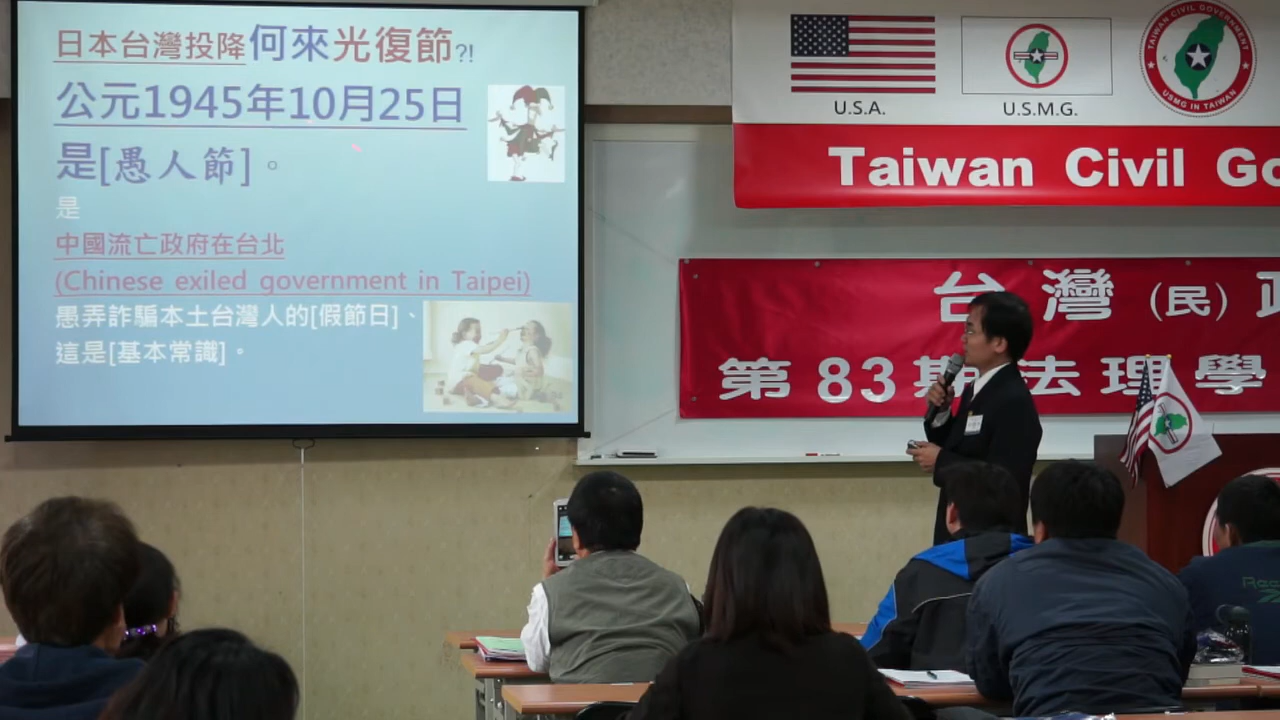 日本台灣投降何來光復節?!
公元1945年10月25日
是[愚人節]。
是
中國流亡政府在台北
(Chinese exiled government in Taipei)
愚弄詐騙本土台灣人的[假節日]、
這是[基本常識]。
U.S.A.
U.S.M.G.
TAIWAN CIVIL GOVERNMENT
USMG IN TAIWAN
Taiwan Civil Go
台灣(民)政
第83期法理學
Reebok